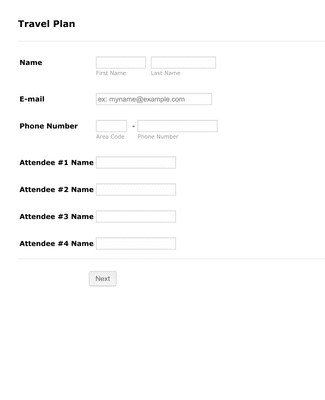 Travel Plan
Name
First Name Last Name
E-mail ex: myname@example.com
Phone Number -
Area Code Phone Number
Attendee #1 Name
Attendee #2 Name
Attendee #3 Name
Attendee #4 Name
Next